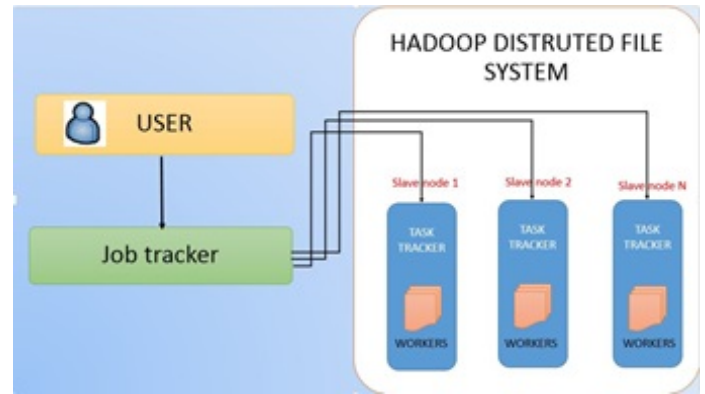 HADOOP DISTRUTED FILE
SYSTEM
USER
Job tracker
Slave node 1
Slave node 2
Slave node N
TASK
TRACKER
WORKERS
TASK
TRACKER
WORKERS
TASK
TRACKER
WORKERS